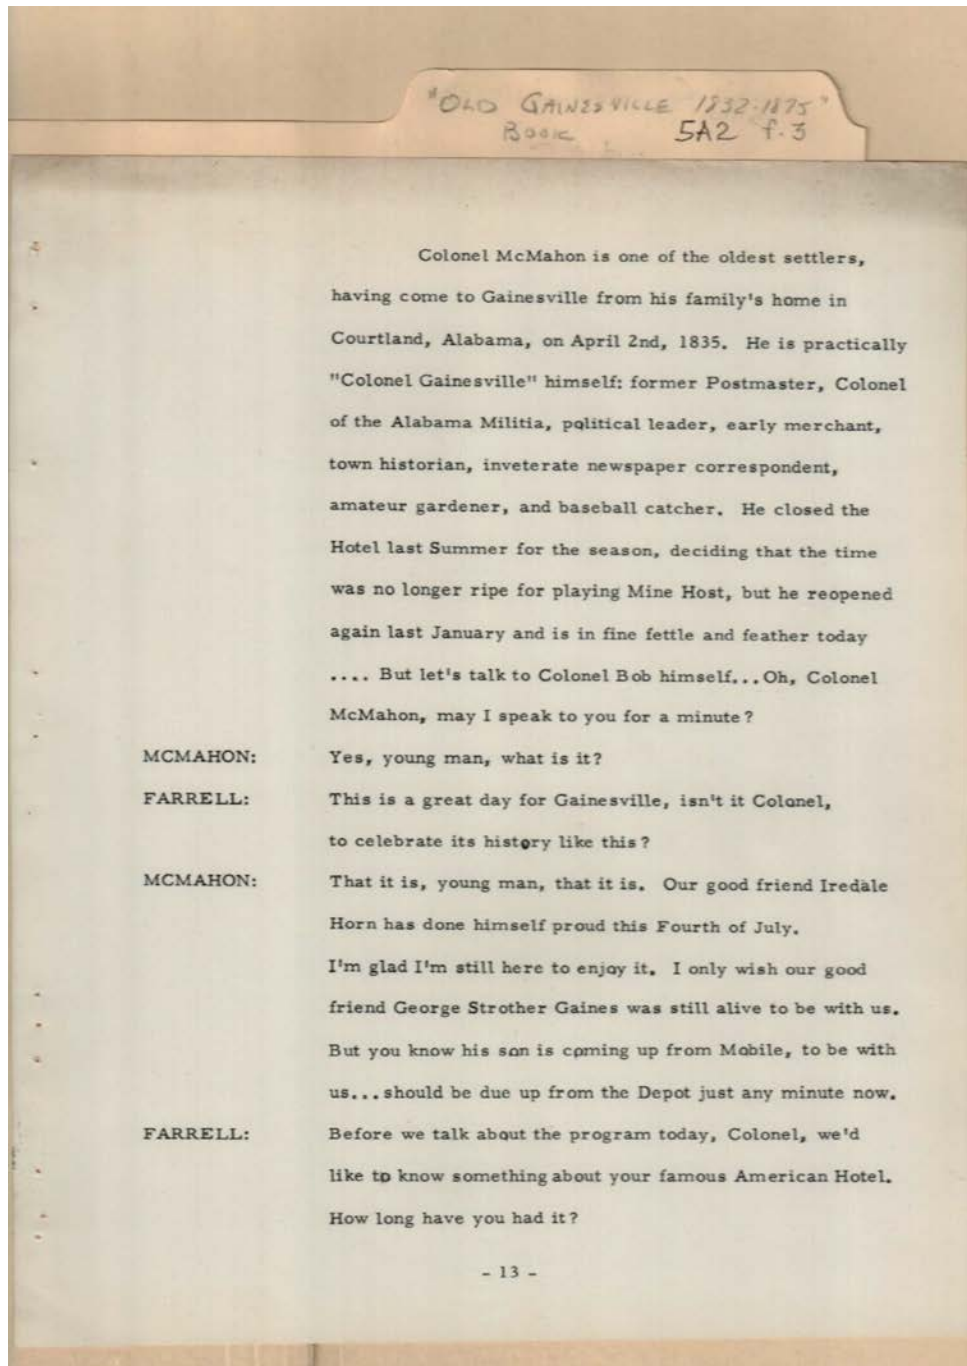 "OLD GAINESVILLE 1832-1875"
BOOK 5A2 f.3
Colonel McMahon is one of the oldest settlers,
having come to Gainesville from his family's home in
Courtland, Alabama, on April 2nd, 1835. He is practically
"Colonel Gainesville" himself: former Postmaster, Colonel
of the Alabama Militia, political leader, early merchant,
town historian, inveterate newspaper correspondent,
amateur gardener, and baseball catcher. He closed the
Hotel last Summer for the season, deciding that the time
was no longer ripe for playing Mine Host, but he reopened
again last January and is in fine fettle and feather today
.... But let's talk to Colonel Bob himself...Oh, Colonel
McMahon, may I speak to you for a minute?
MCMAHON: Yes, young man, what is it?
FARRELL: This is a great day for Gainesville, isn't it Colonel,
to celebrate its history like this?
MCMAHON: That it is, young man, that it is. Our good friend Iredale
Horn has done himself proud this Fourth of July.
I'm glad I'm still here to enjoy it. I only wish our good
friend George Strother Gaines was still alive to be with us.
But you know his son is coming up from Mobile, to be with
us...should be due up from the Depot just any minute now.
FARRELL: Before we talk about the program today, Colonel, we'd
like to know something about your famous American Hotel.
How long have you had it?
- 13 -